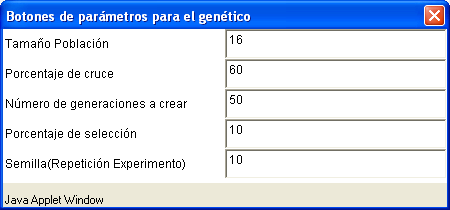 Botones de parámetros para el genético
Tamaño Población 16
Porcentaje de cruce 60
Número de generaciones a crear 50
Porcentaje de selección 10
Semilla(Repetición Experimento) 10
Java Applet Window